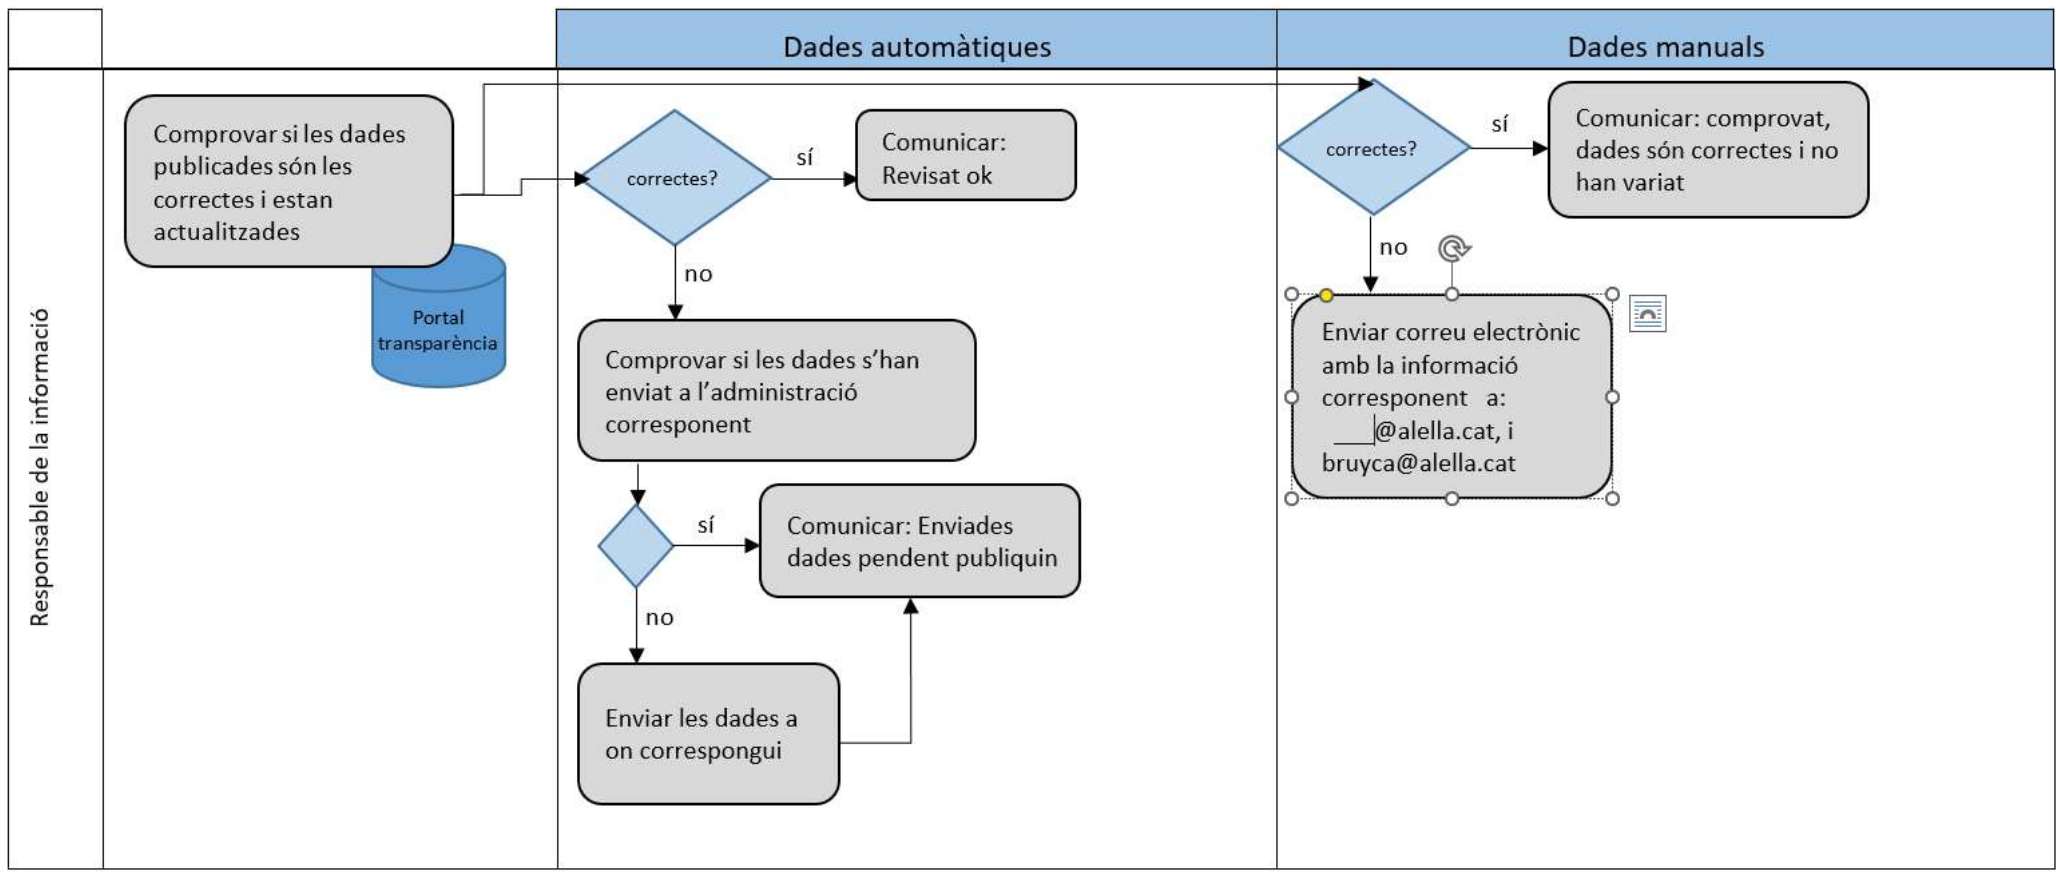 Dades automàtiques
Dades manuals
Responsable de la informació
Comprovar si les dades
publicades són les
correctes i estan
actualitzades
Portal
transparència
correctes?
sí
Comunicar:
Revisat ok
no
Comprovar si les dades s’han
enviat a l’administració
corresponent
sí
Comunicar: Enviades
dades pendent publiquin
no
Enviar les dades a
on correspongui
correctes?
sí
Comunicar: comprovat,
dades són correctes i no
han variat
no
Enviar correu electrònic
amb la informació
corresponent a:
___@alella.cat, i
bruyca@alella.cat